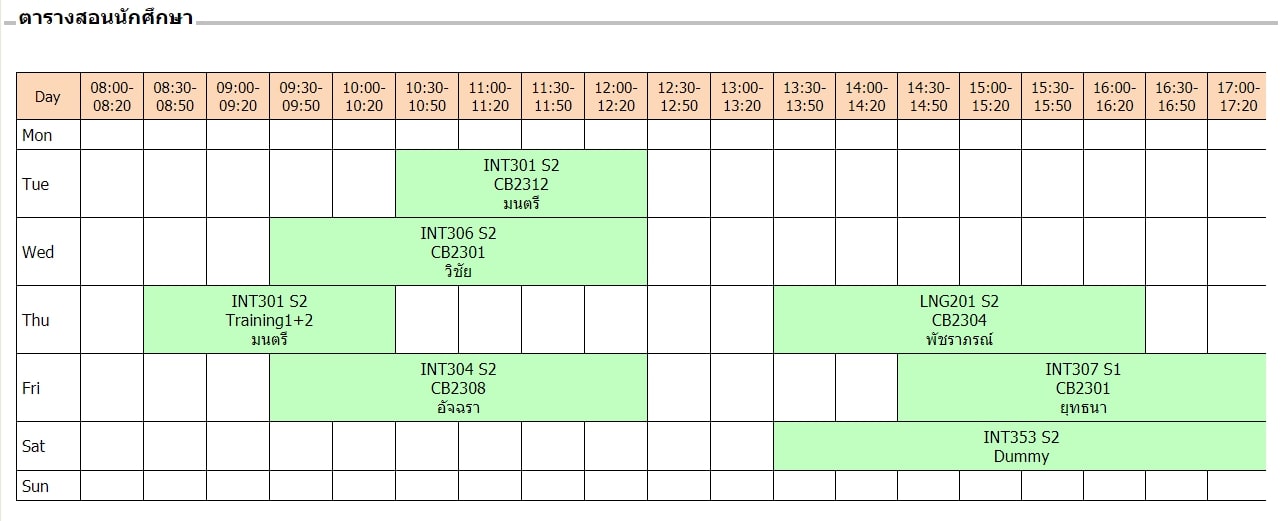 ตารางสอนนักศึกษา
Day 08:00-08:20 08:30-08:50 09:00-09:20 09:30-09:50 10:00-10:20 10:30-10:50 11:00-11:20 11:30-11:50 12:00-12:20 12:30-12:50 13:00-13:20 13:30-13:50 14:00-14:20 14:30-14:50 15:00-15:20 15:30-15:50 16:00-16:20 16:30-16:50 17:00-17:20
Mon
Tue
INT301 S2
CB2312
มนตรี
Wed
INT306 S2
CB2301
วิชัย
Thu
INT301 S2
Training1+2
มนตรี
LNG201 S2
CB2304
พัชราภรณ์
Fri
INT304 S2
CB2308
อัจฉรา
INT307 S1
CB2301
ยุทธนา
Sat
INT353 S2
Dummy
Sun